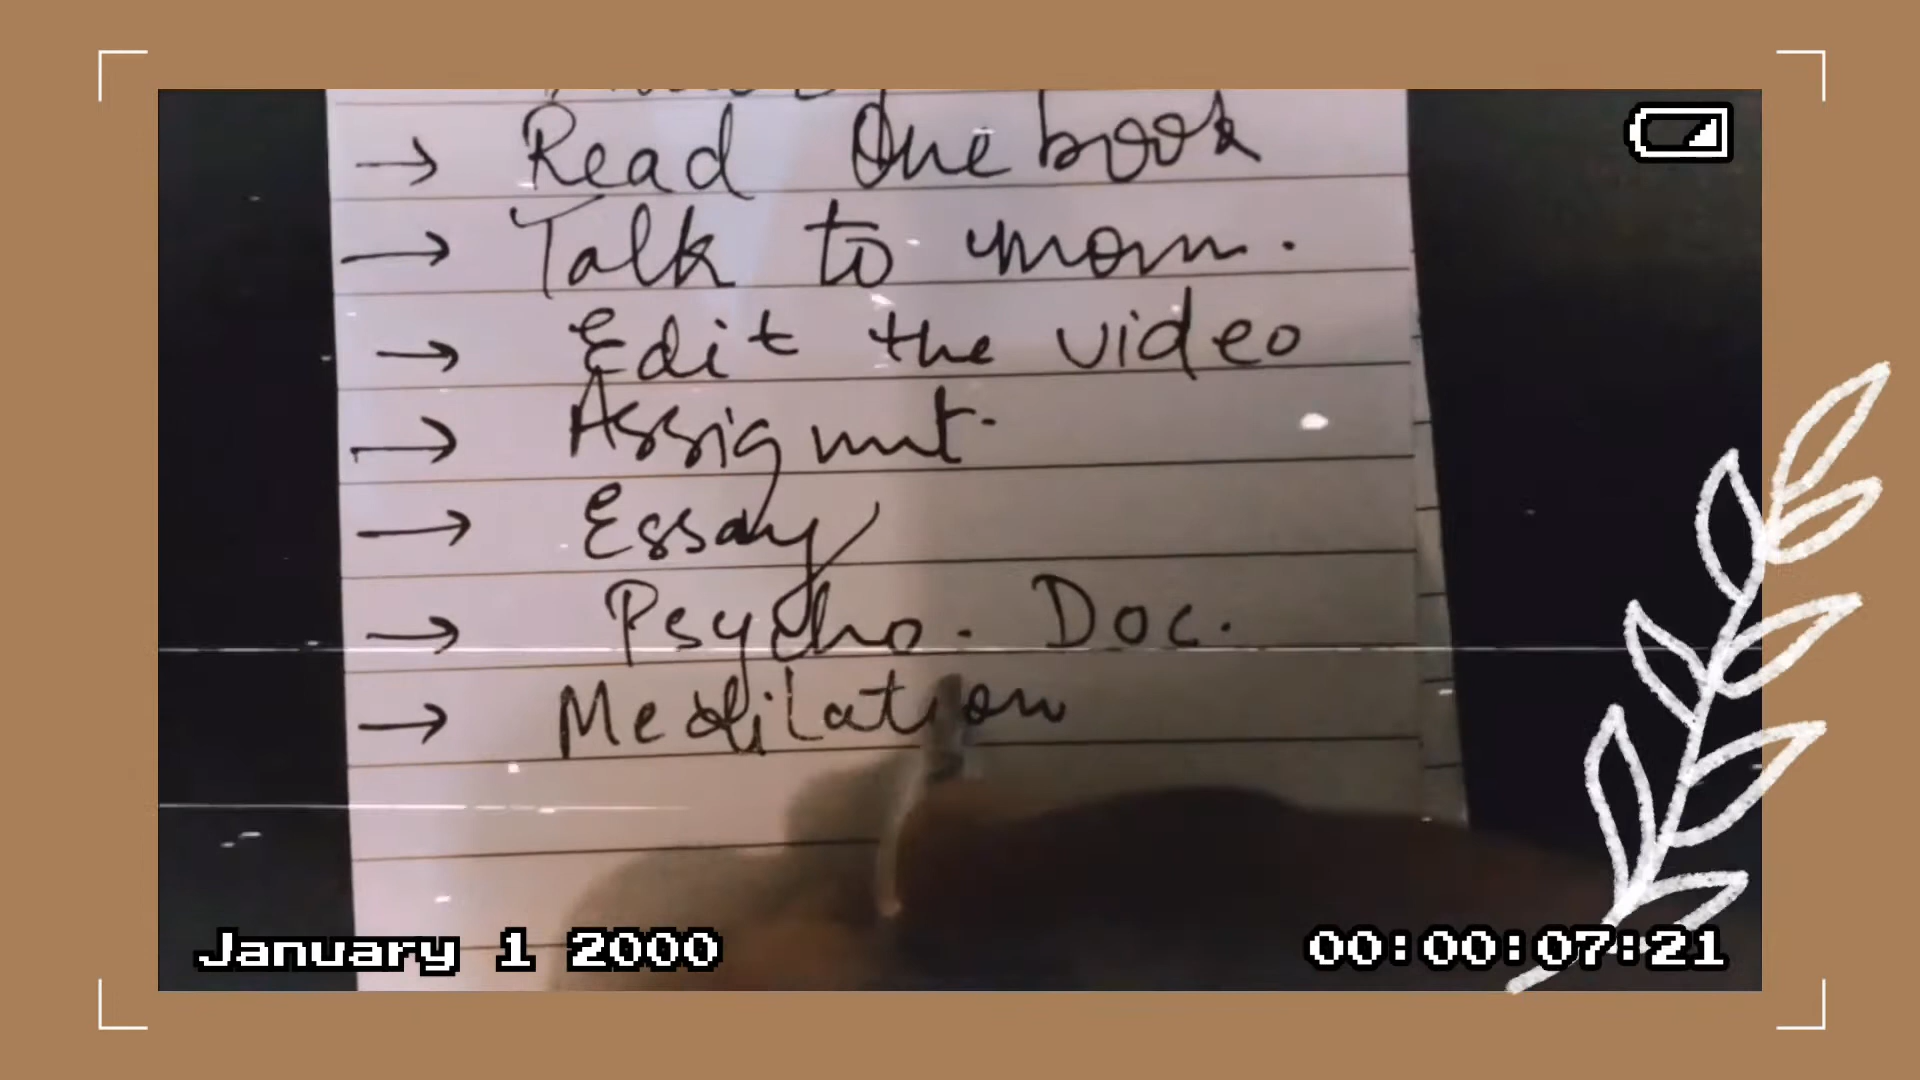 → Read One book
→ Talk to mom.
→ Edit the video
→ Assignmt.
→ Essay
→ Psycho. Doc.
→ Meditation
January 1 2000
00:00:07:21